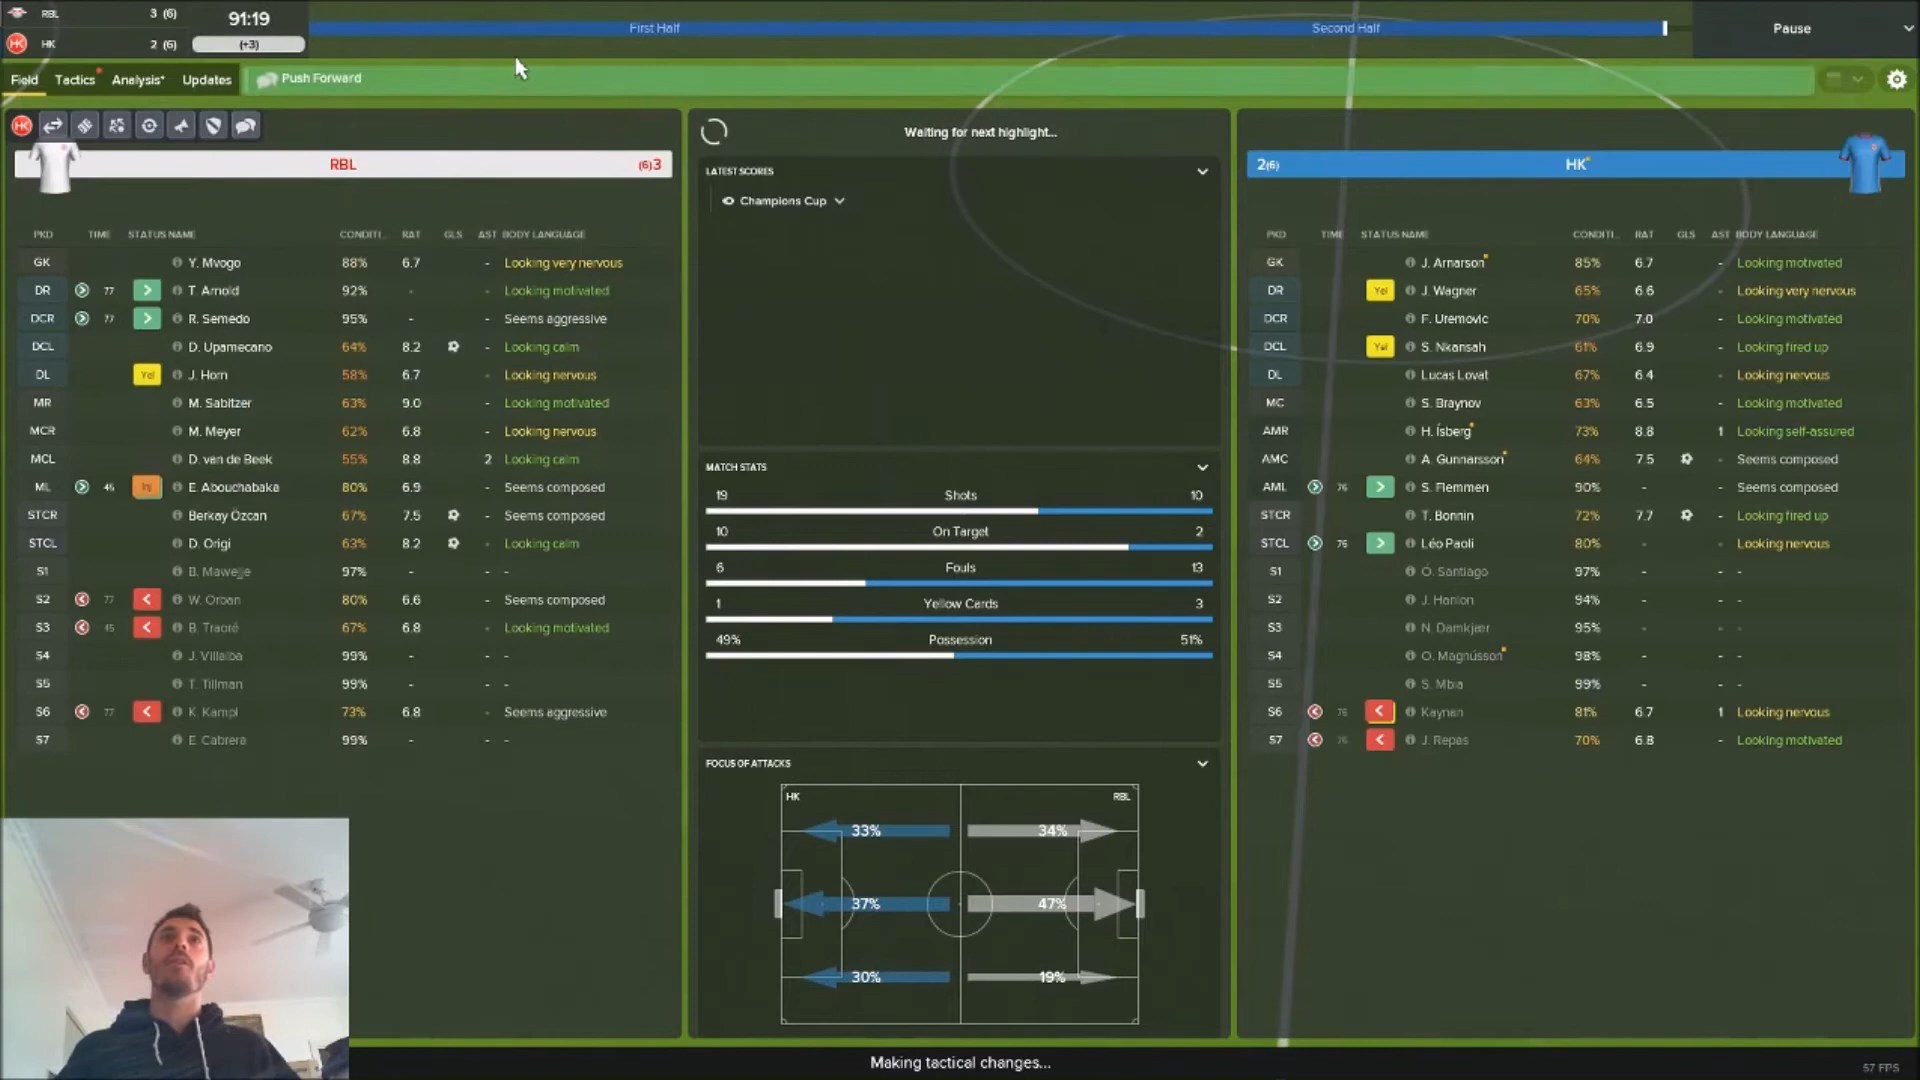 RBL 3 (6) 91:19 First Half Second Half Pause
HK 2 (6) (+3)
Field Tactics Analysis* Updates Push Forward
HK
RBL (6)3
PKD TIME STATUS NAME CONDITI... RAT GLS AST BODY LANGUAGE
GK Y. Mvogo 88% 6.7 - Looking very nervous
DR 77 T Arnold 92% - - Looking motivated
DCR 77 R. Semedo 95% - - Seems aggressive
DCL D. Upamecano 64% 8.2 - Looking calm
DL Yel J. Horn 58% 6.7 - Looking nervous
MR M. Sabitzer 63% 9.0 - Looking motivated
MCR M. Meyer 62% 6.8 - Looking nervous
MCL D. van de Beek 55% 8.8 2 Looking calm
ML 45 Inj E. Abouchabaka 80% 6.9 - Seems composed
STCR Berkay Özcan 67% 7.5 - Seems composed
STCL D. Origi 63% 8.2 - Looking calm
S1 B. Mawejje 97% - - -
S2 77 W. Orban 80% 6.6 - Seems composed
S3 45 B. Traoré 67% 6.8 - Looking motivated
S4 J. Villalba 99% - - -
S5 T. Tillman 99% - - -
S6 77 K. Kampl 73% 6.8 - Seems aggressive
S7 E. Cabrera 99% - - -
Waiting for next highlight...
LATEST SCORES
Champions Cup
MATCH STATS
19 Shots 10
10 On Target 2
6 Fouls 13
1 Yellow Cards 3
49% Possession 51%
FOCUS OF ATTACKS
HK RBL
33% 34%
37% 47%
30% 19%
2(6) HK
PKD TIME STATUS NAME CONDITI... RAT GLS AST BODY LANGUAGE
GK J. Arnarson 85% 6.7 - Looking motivated
DR Yel J. Wagner 65% 6.6 - Looking very nervous
DCR F. Uremovic 70% 7.0 - Looking motivated
DCL Yel S. Nkansah 61% 6.9 - Looking fired up
DL Lucas Lovat 67% 6.4 - Looking nervous
MC S. Braynov 63% 6.5 - Looking motivated
AMR H. Ísberg 73% 8.8 1 Looking self-assured
AMC A. Gunnarsson 64% 7.5 - Seems composed
AML 76 S. Flemmen 90% - - Seems composed
STCR T. Bonnin 72% 7.7 - Looking fired up
STCL 76 Léo Paoli 80% - - Looking nervous
S1 Ó. Santiago 97% - - -
S2 J. Hanlon 94% - - -
S3 N. Damkjær 95% - - -
S4 O. Magnússon 98% - - -
S5 S. Mbia 99% - - -
S6 76 Kaynan 81% 6.7 1 Looking nervous
S7 76 J. Repas 70% 6.8 - Looking motivated
Making tactical changes...
57 FPS